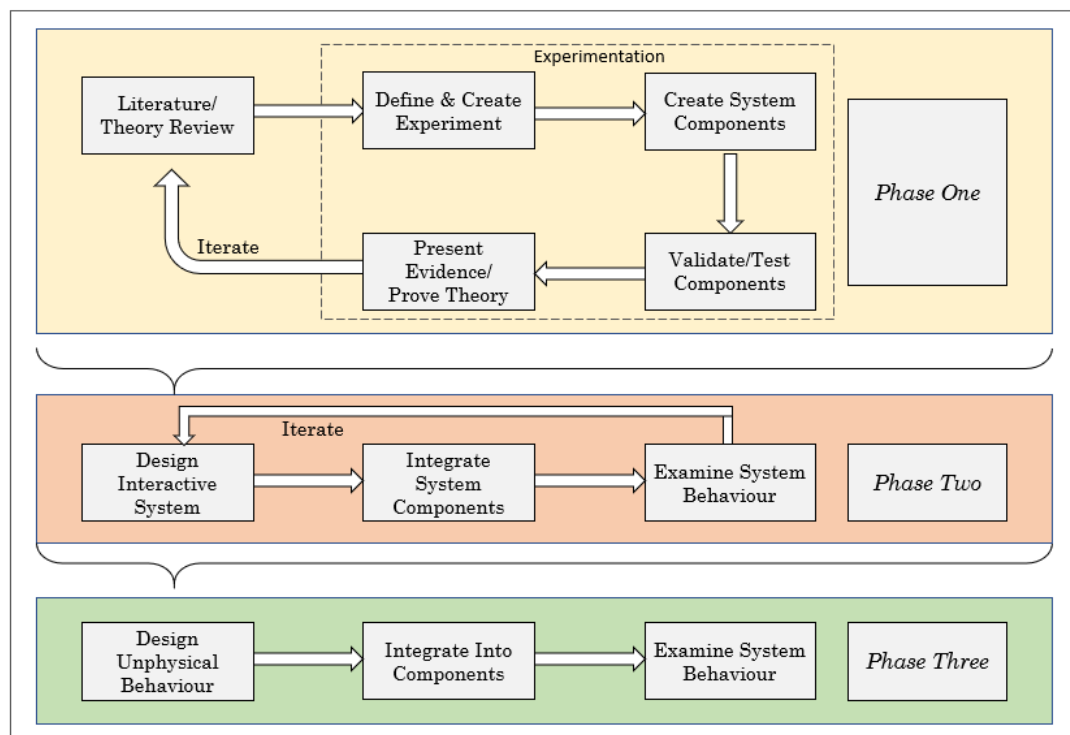 Experimentation
Literature/
Theory Review
Define & Create
Experiment
Create System
Components
Phase One
Iterate
Present
Evidence/
Prove Theory
Validate/Test
Components
Iterate
Design
Interactive
System
Integrate
System
Components
Examine System
Behaviour
Phase Two
Design
Unphysical
Behaviour
Integrate Into
Components
Examine System
Behaviour
Phase Three